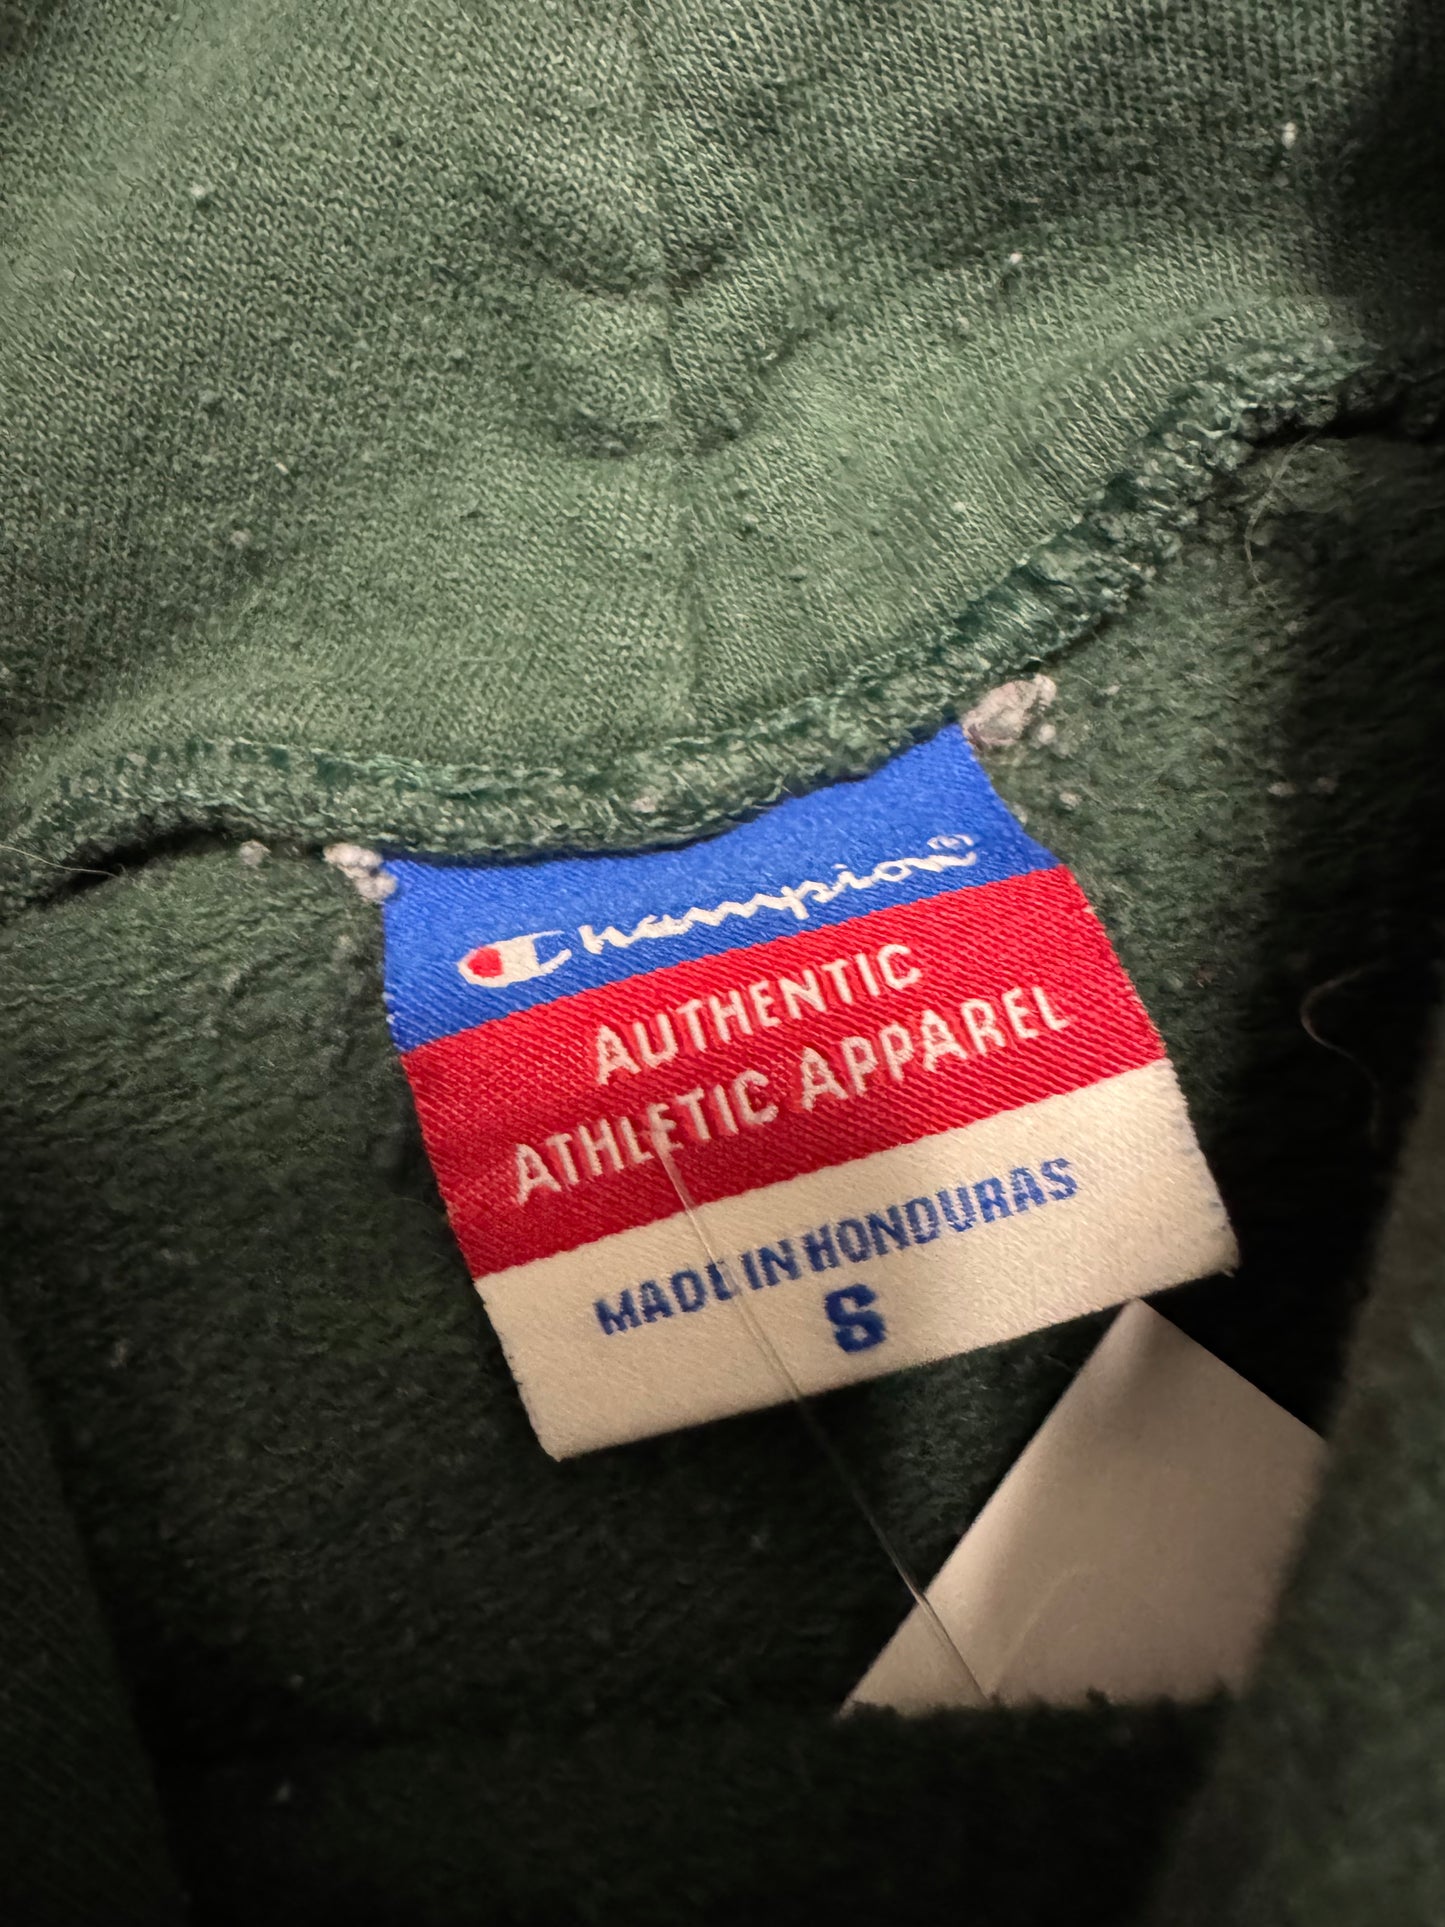 Champion®
AUTHENTIC
ATHLETIC APPAREL
MADE IN HONDURAS
S